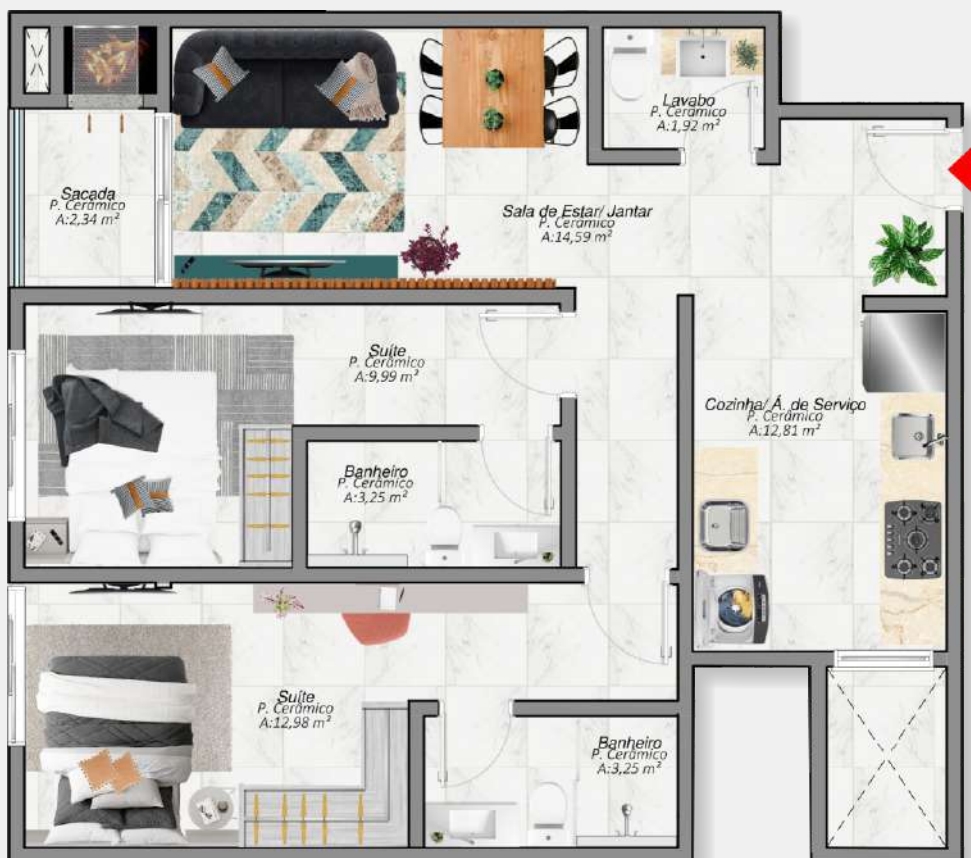 Lavabo
P. Cerâmico
A:1,92 m²
Sacada
P. Cerâmico
A:2,34 m²
Sala de Estar/ Jantar
P. Cerâmico
A:14,59 m²
Suíte
P. Cerâmico
A:9,99 m²
Cozinha/ Á. de Serviço
P. Cerâmico
A:12,81 m²
Banheiro
P. Cerâmico
A:3,25 m²
Suíte
P. Cerâmico
A:12,98 m²
Banheiro
P. Cerâmico
A:3,25 m²